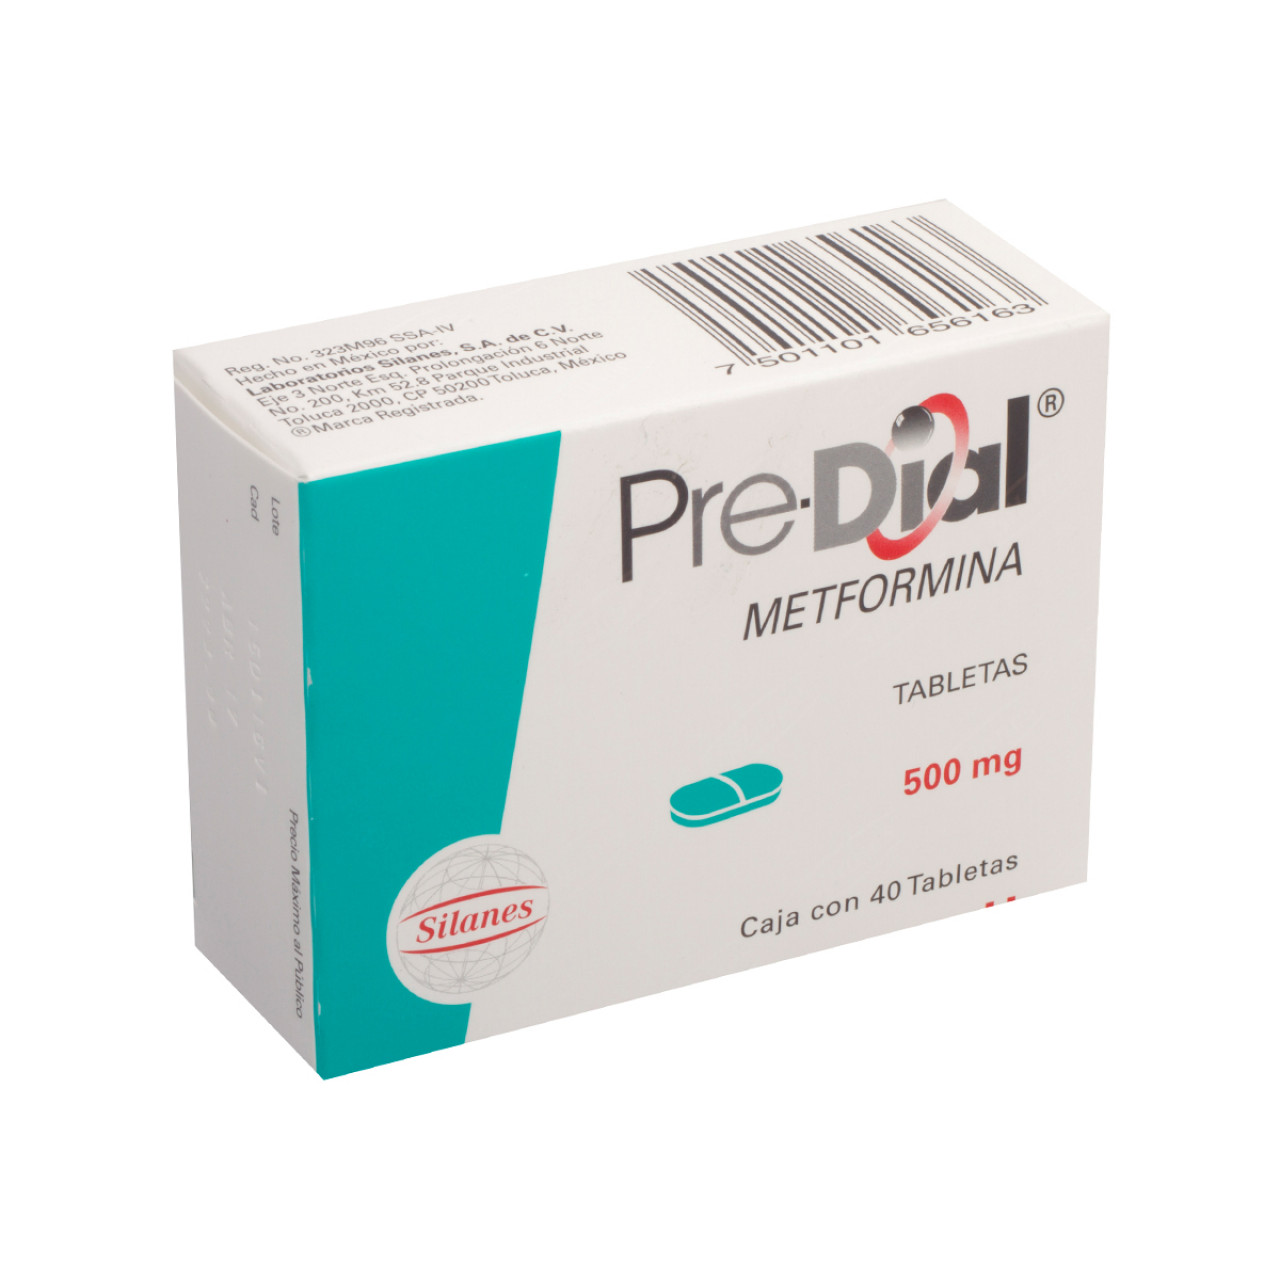 Reg. No. 323M96 SSA-IV
Hecho en México por:
Laboratorios Silanes, S.A. de C.V.
Eje 3 Norte Esq. Prolongación 6 Norte
No. 200, Km 52,8 Parque Industrial
Toluca 2000, CP 50200 Toluca, México
®Marca Registrada.
7 501101 656163
Pre-Dial®
METFORMINA
TABLETAS
500 mg
Caja con 40 Tabletas
Silanes
Lote
Cad
Precio Máximo al Público